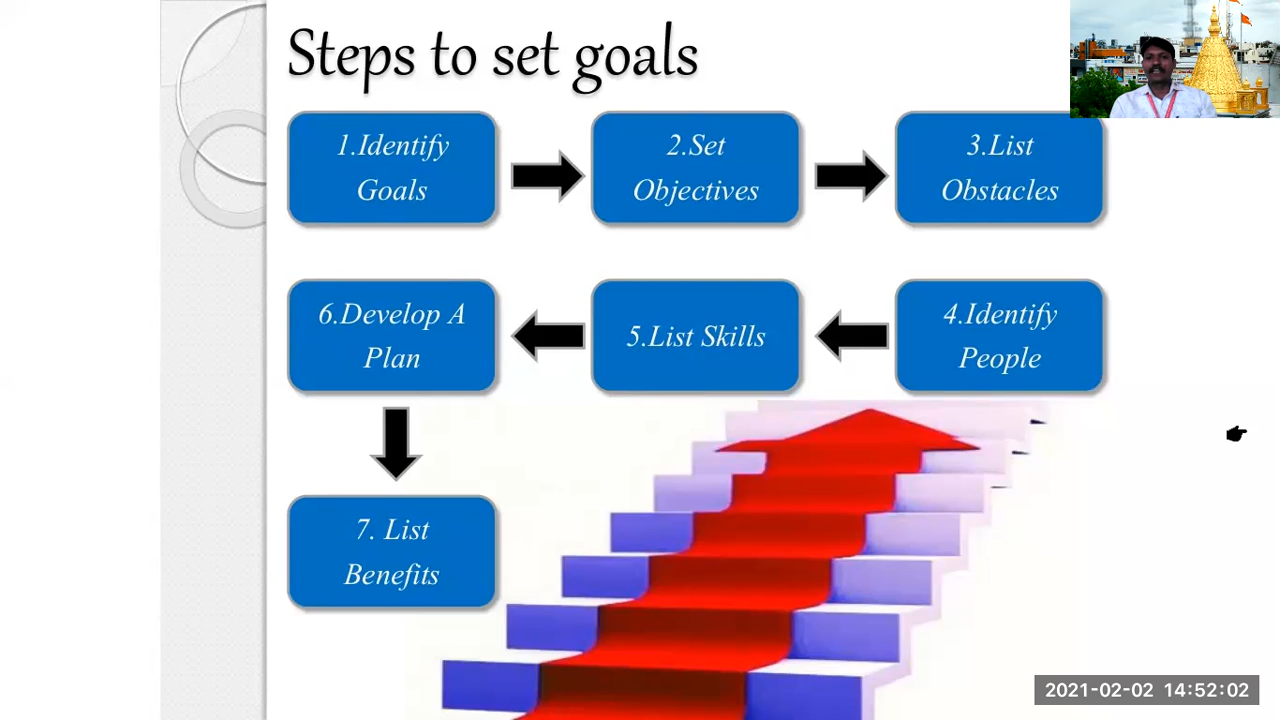 Steps to set goals
1.Identify
Goals
2.Set
Objectives
3.List
Obstacles
4.Identify
People
5.List Skills
6.Develop A
Plan
7. List
Benefits
2021-02-02 14:52:02